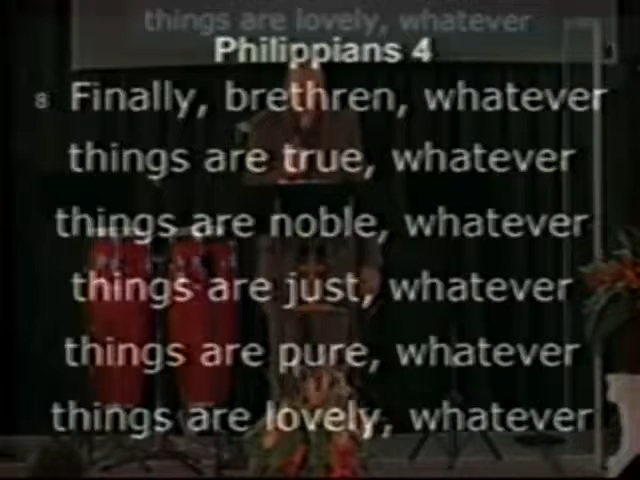 things are lovely, whatever
Philippians 4
8 Finally, brethren, whatever
things are true, whatever
things are noble, whatever
things are just, whatever
things are pure, whatever
things are lovely, whatever